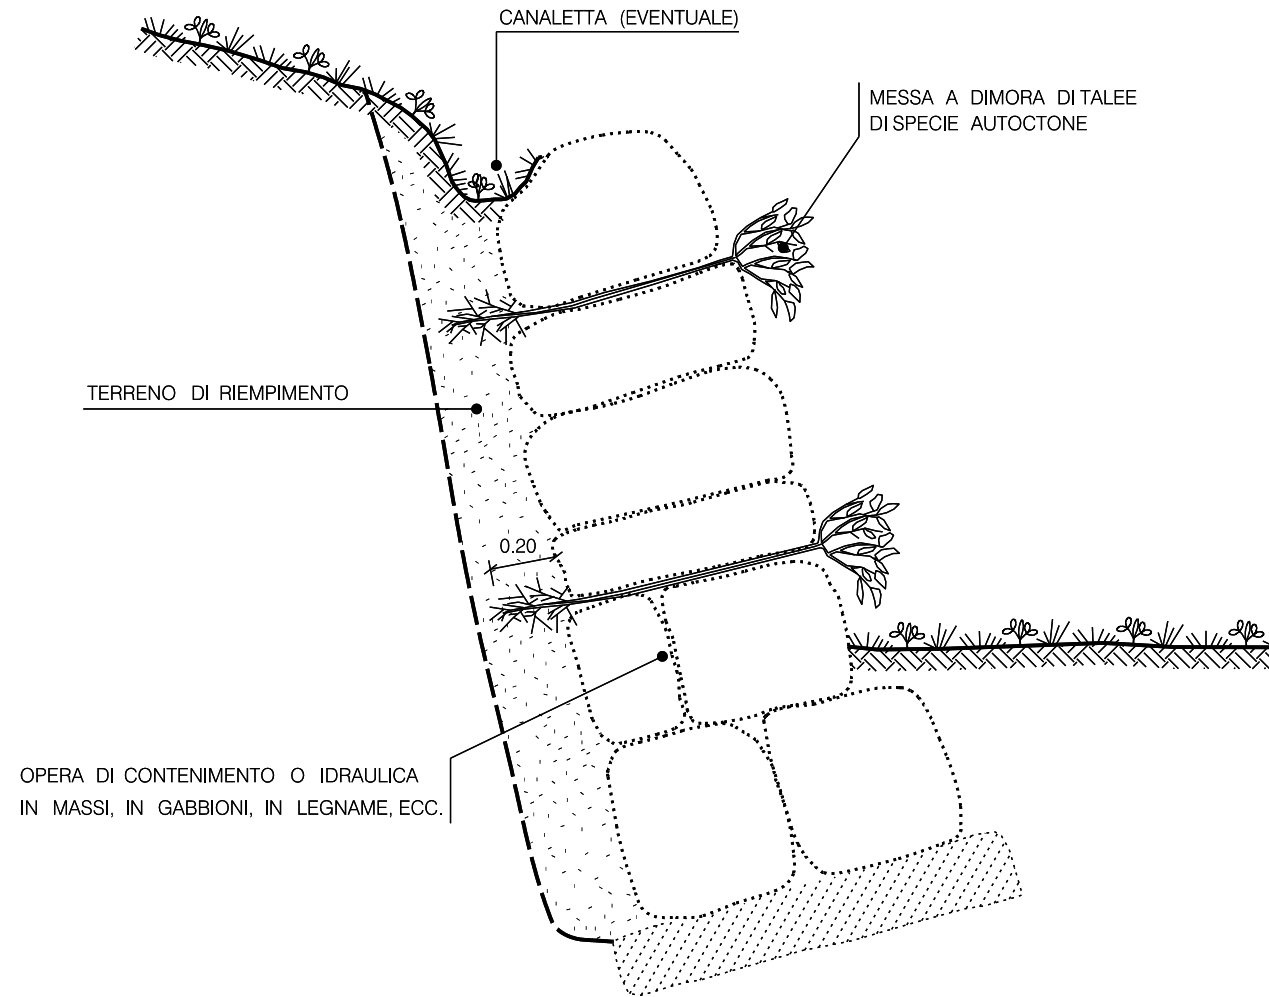 CANALETTA (EVENTUALE)
MESSA A DIMORA DI TALEE
DI SPECIE AUTOCTONE
TERRENO DI RIEMPIMENTO
0.20
OPERA DI CONTENIMENTO O IDRAULICA
IN MASSI, IN GABBIONI, IN LEGNAME, ECC.